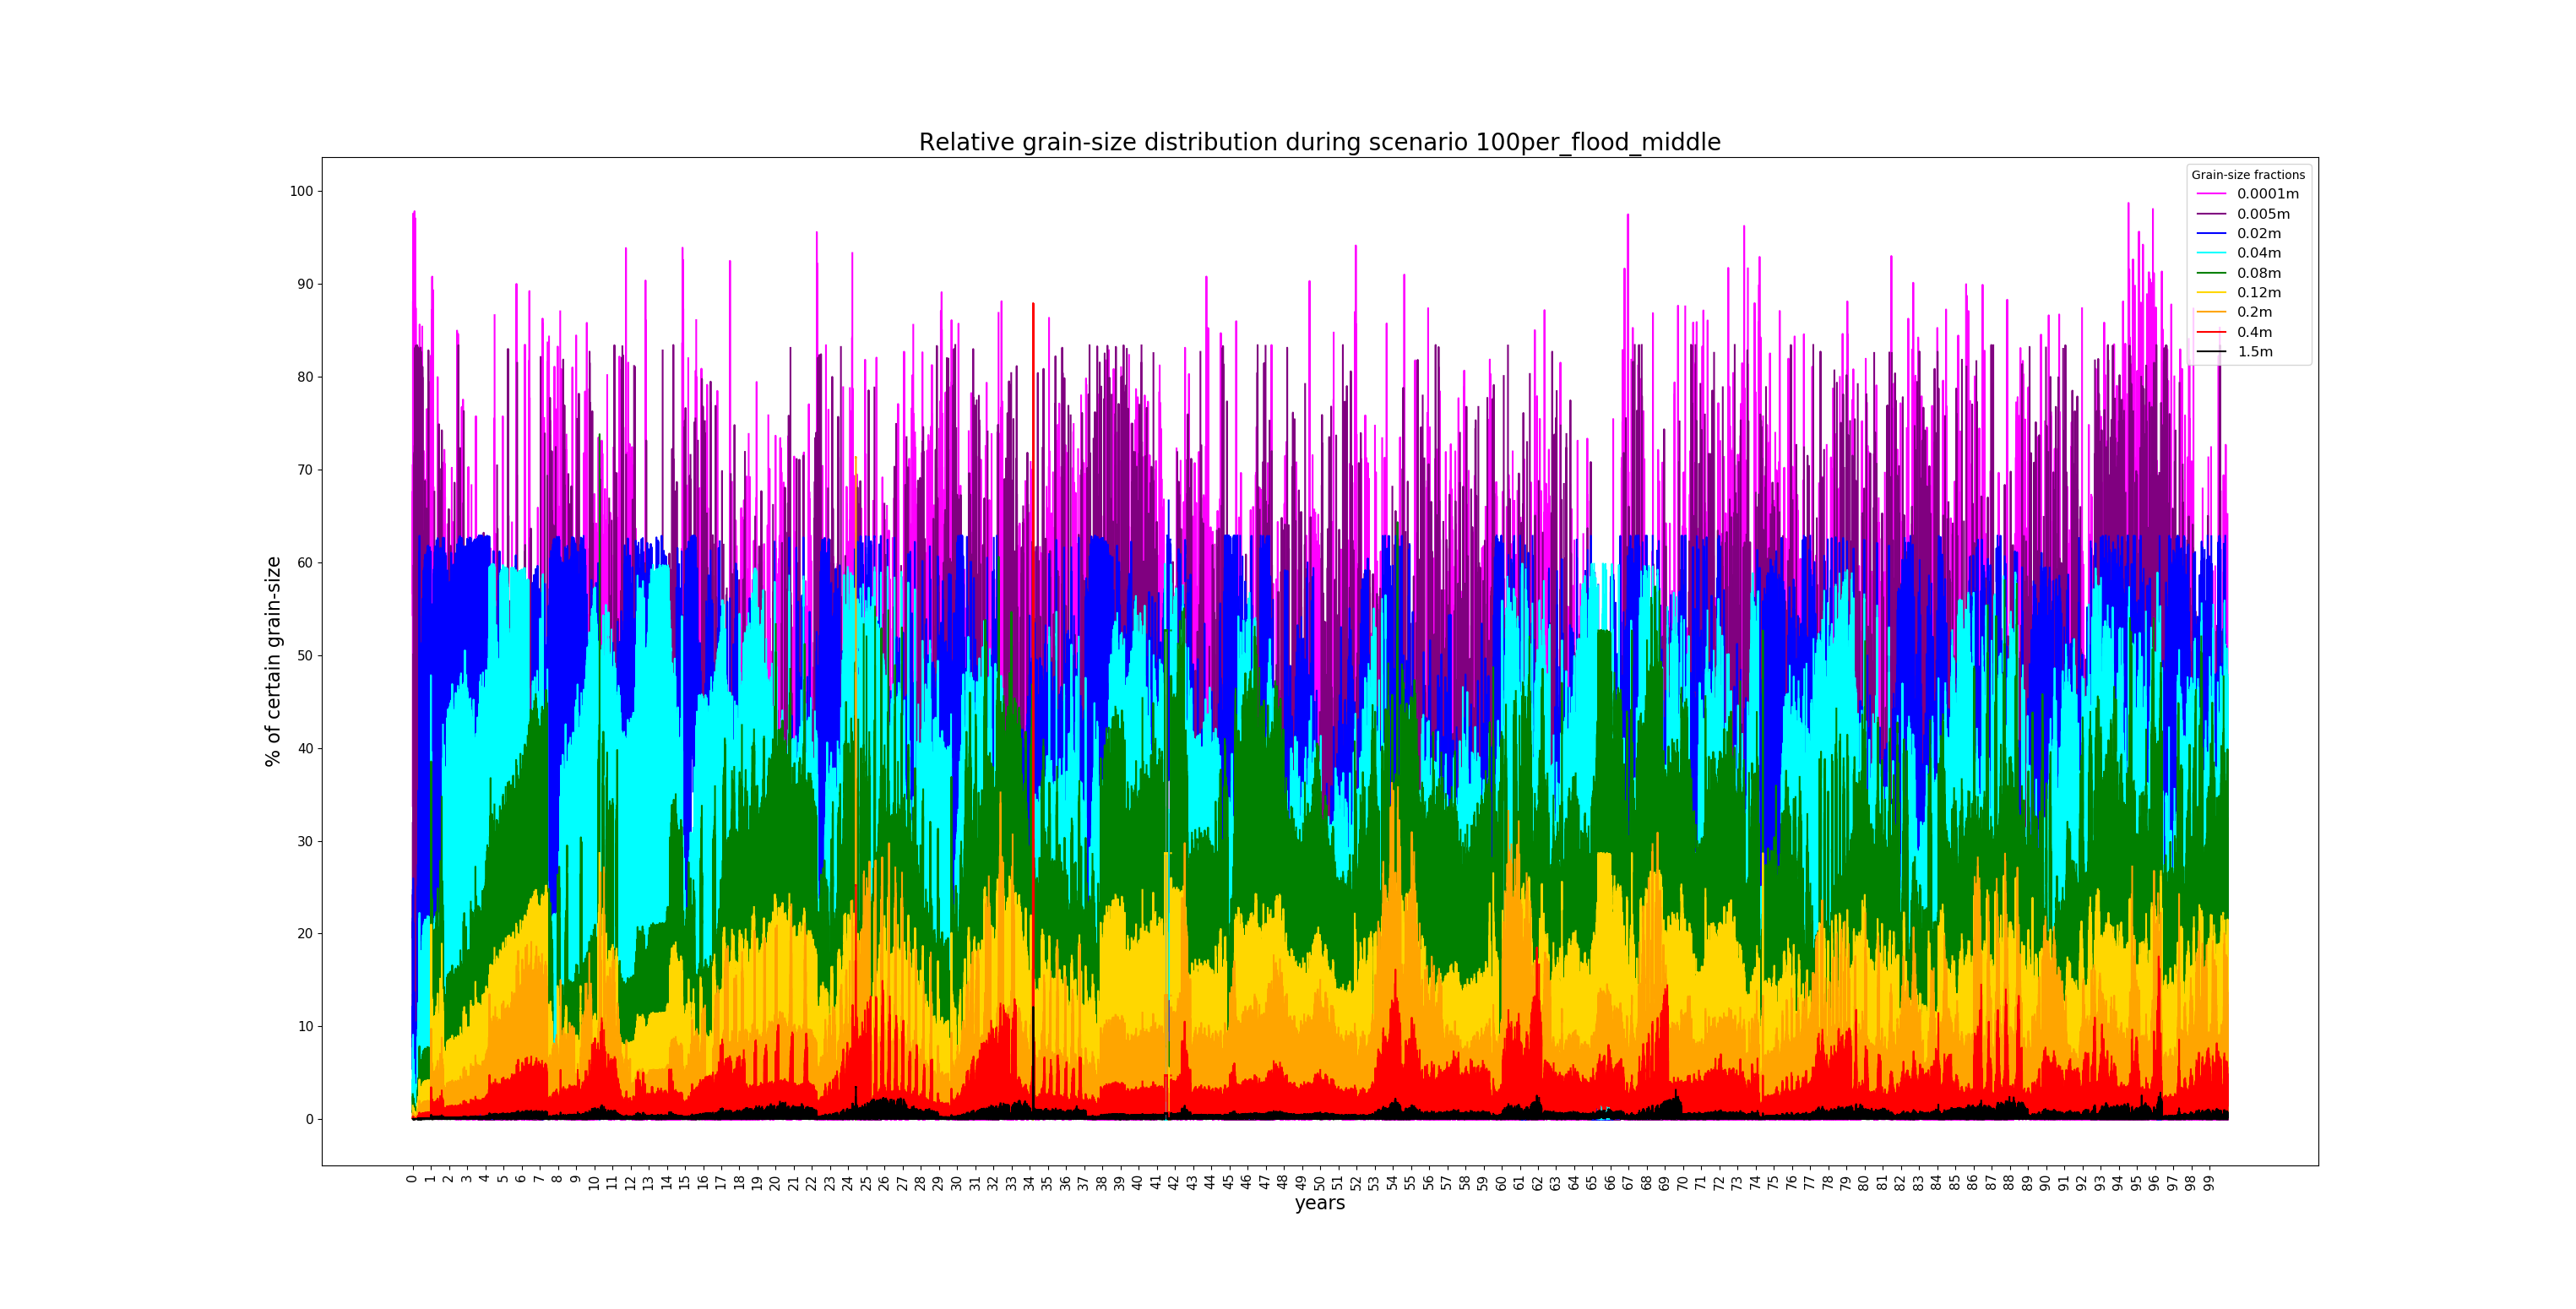 Relative grain-size distribution during scenario 100per_flood_middle
Grain-size fractions
0.0001m
0.005m
0.02m
0.04m
0.08m
0.12m
0.2m
0.4m
1.5m
% of certain grain-size
100
90
80
70
60
50
40
30
20
10
0
0 1 2 3 4 5 6 7 8 9 10 11 12 13 14 15 16 17 18 19 20 21 22 23 24 25 26 27 28 29 30 31 32 33 34 35 36 37 38 39 40 41 42 43 44 45 46 47 48 49 50 51 52 53 54 55 56 57 58 59 60 61 62 63 64 65 66 67 68 69 70 71 72 73 74 75 76 77 78 79 80 81 82 83 84 85 86 87 88 89 90 91 92 93 94 95 96 97 98 99
years